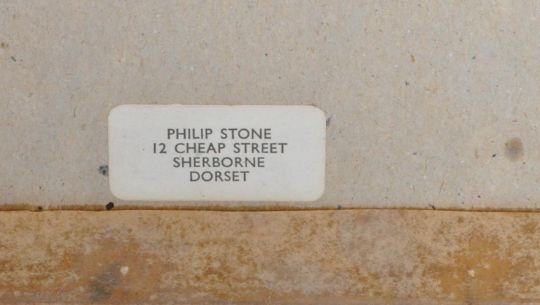 PHILIP STONE
12 CHEAP STREET
SHERBORNE
DORSET